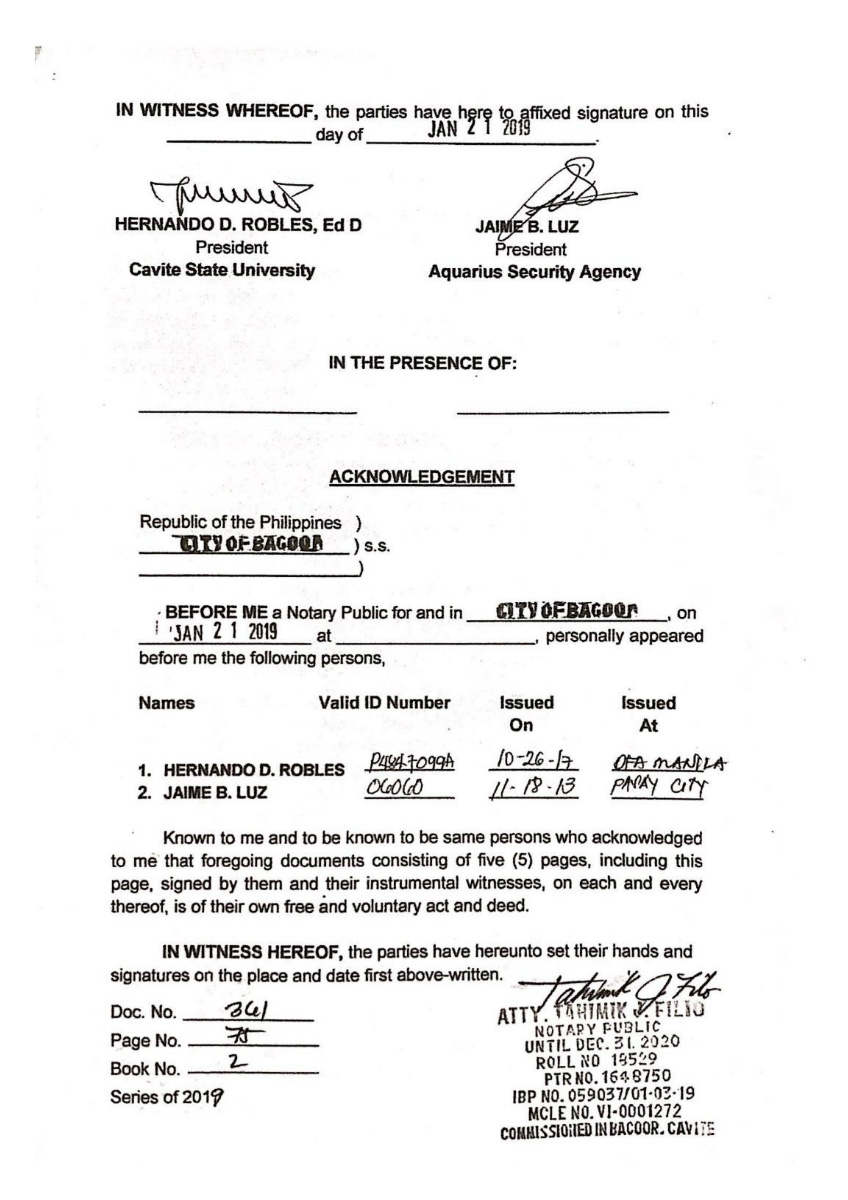 IN WITNESS WHEREOF, the parties have here to affixed signature on this
day of JAN 21 2019.
HERNANDO D. ROBLES, Ed D
President
Cavite State University
JAIME B. LUZ
President
Aquarius Security Agency
IN THE PRESENCE OF:
ACKNOWLEDGEMENT
Republic of the Philippines )
CITY OF BACOOR ) s.s.
)
BEFORE ME a Notary Public for and in CITY OF BACOOR, on
JAN 21 2019 at , personally appeared
before me the following persons,
Names Valid ID Number Issued On Issued At
1. HERNANDO D. ROBLES 10-26-17 DFA MANILA
2. JAIME B. LUZ 06060 11-18-13 PASAY CITY
Known to me and to be known to be same persons who acknowledged
to me that foregoing documents consisting of five (5) pages, including this
page, signed by them and their instrumental witnesses, on each and every
thereof, is of their own free and voluntary act and deed.
IN WITNESS HEREOF, the parties have hereunto set their hands and
signatures on the place and date first above-written.
Doc. No. 361
Page No. 75
Book No. 2
Series of 2019
ATTY. TAHIMIK J. FILIO
NOTARY PUBLIC
UNTIL DEC. 31. 2020
ROLL NO 18529
PTR NO. 1648750
IBP NO. 059037/01-03-19
MCLE NO. VI-0001272
COMMISSIONED IN BACOOR. CAVITE